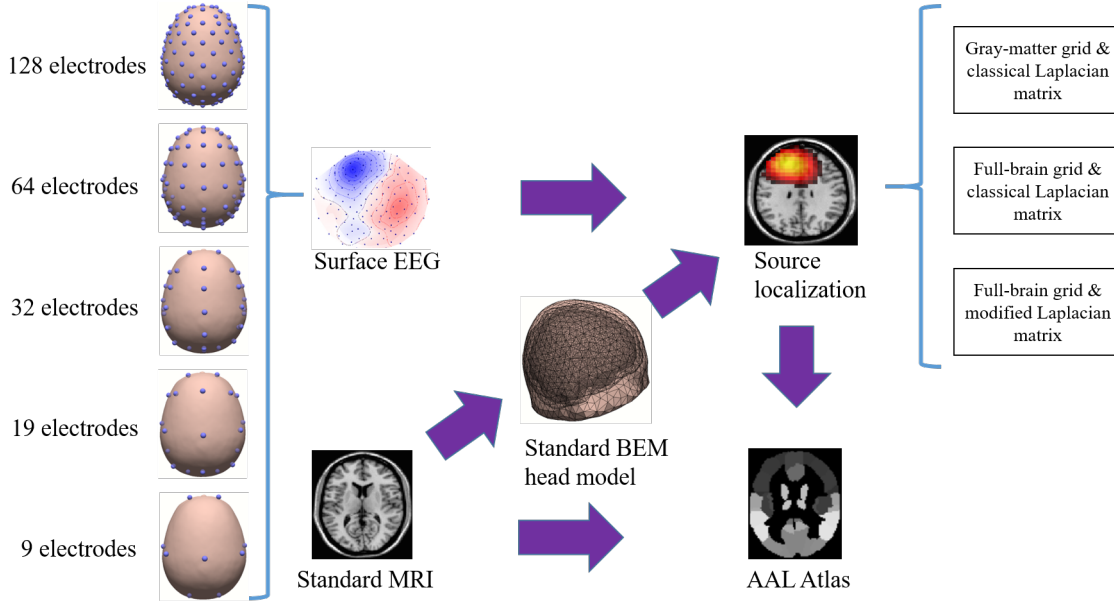 128 electrodes
64 electrodes
32 electrodes
19 electrodes
9 electrodes
Surface EEG
Standard MRI
Standard BEM
head model
Source
localization
AAL Atlas
Gray-matter grid &
classical Laplacian
matrix
Full-brain grid &
classical Laplacian
matrix
Full-brain grid &
modified Laplacian
matrix